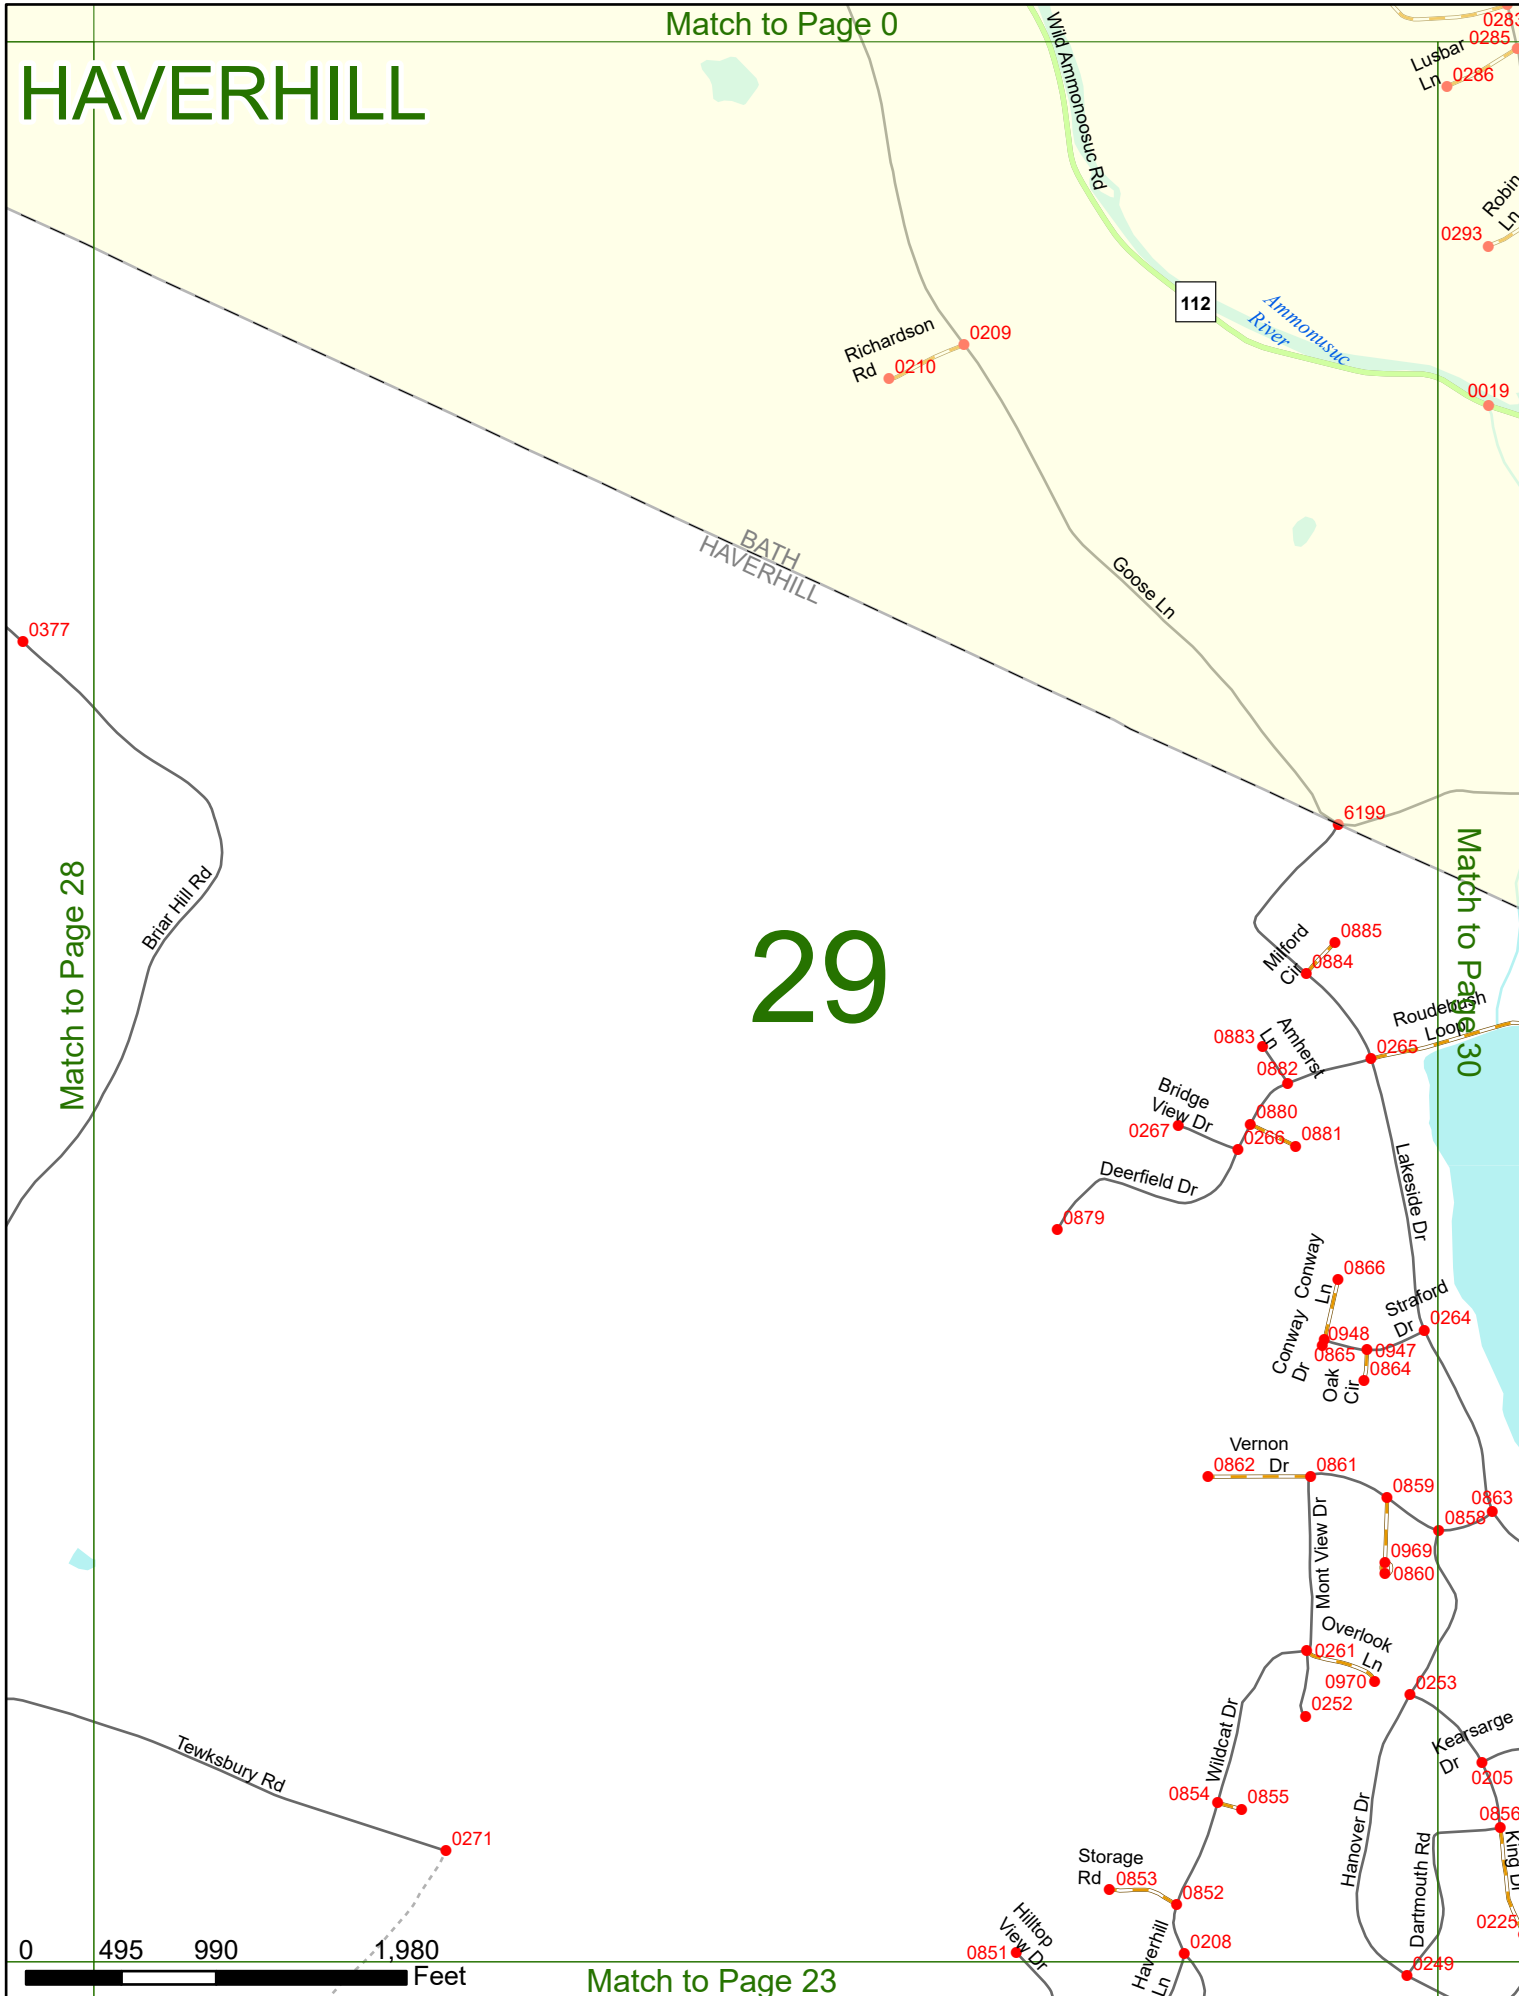 Match to Page 0
HAVERHILL
0283
0285
Lusbar
Ln
0286
Wild Ammonoosuc Rd
Robin
Ln
0293
112
Ammonusuc
River
Richardson
Rd
0209
0210
0019
BATH
HAVERHILL
Goose Ln
0377
6199
Match to Page 28
Match to Page 30
Briar Hill Rd
29
Milford
Cir
0885
0884
Roudebush
Loop
0265
0883
Amherst
Ln
0882
Bridge
View Dr
0267
0880
0881
0266
Deerfield Dr
0879
Lakeside Dr
Conway
Ln
0866
Straford
Dr
0264
Conway
Dr
0948
0865
0947
0864
Oak
Cir
Vernon
Dr
0862
0861
0859
0863
0858
Mont View Dr
0969
0860
Overlook
Ln
0261
0970
0252
0253
Kearsarge
Dr
0205
Tewksbury Rd
Wildcat Dr
0854
0855
0856
King Dr
Hanover Dr
Dartmouth Rd
0271
Storage
Rd
0853
0852
0225
Hilltop
View Dr
0851
Haverhill
Ln
0208
0249
0 495 990 1,980
Feet
Match to Page 23